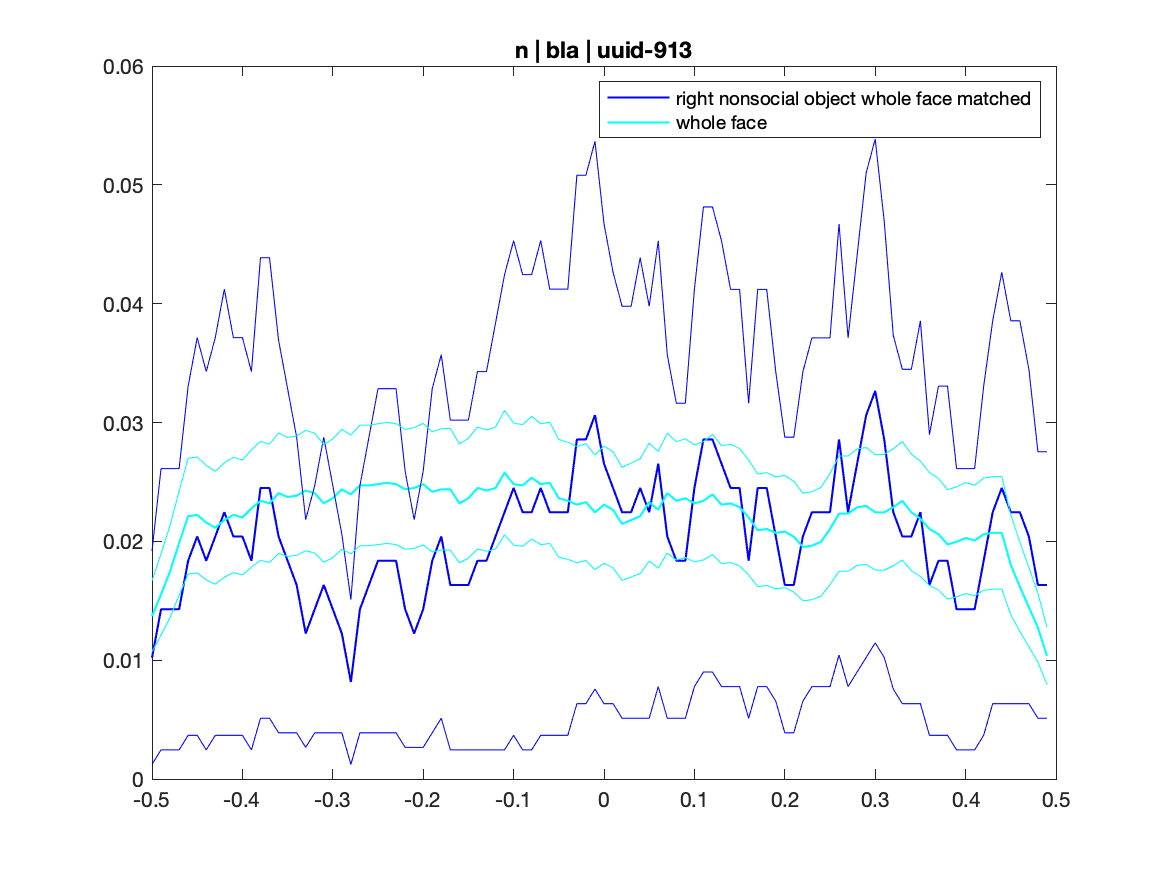 n | bla | uuid-913
right nonsocial object whole face matched
whole face
0.06
0.05
0.04
0.03
0.02
0.01
0
-0.5 -0.4 -0.3 -0.2 -0.1 0 0.1 0.2 0.3 0.4 0.5